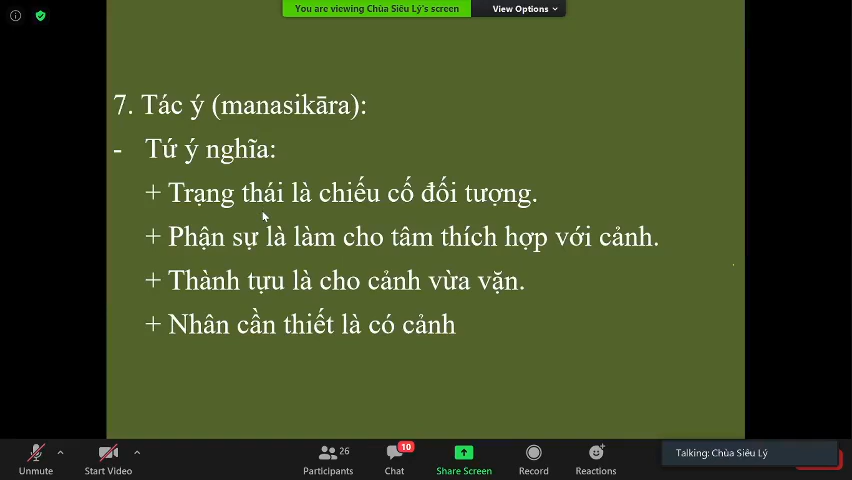 You are viewing Chùa Siêu Lý's screen
View Options
7. Tác ý (manasikāra):
- Tứ ý nghĩa:
+ Trạng thái là chiếu cố đối tượng.
+ Phận sự là làm cho tâm thích hợp với cảnh.
+ Thành tựu là cho cảnh vừa vặn.
+ Nhân cần thiết là có cảnh
Talking: Chùa Siêu Lý
26
10
Unmute
Start Video
Participants
Chat
Share Screen
Record
Reactions